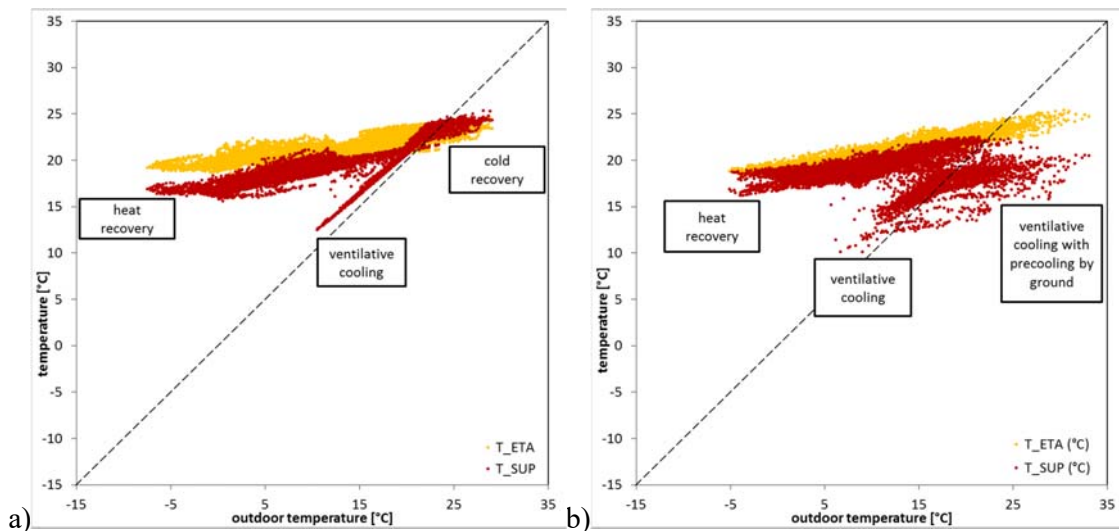 35
30
25
20
15
10
5
0
-5
-10
-15
temperature [°C]
heat
recovery
ventilative
cooling
cold
recovery
T_ETA
T_SUP
-15
-5
5
15
25
35
outdoor temperature [°C]
a)
35
30
25
20
15
10
5
0
-5
-10
-15
temperature [°C]
heat
recovery
ventilative
cooling
ventilative
cooling with
precooling by
ground
T_ETA (°C)
T_SUP (°C)
-15
-5
5
15
25
35
outdoor temperature [°C]
b)